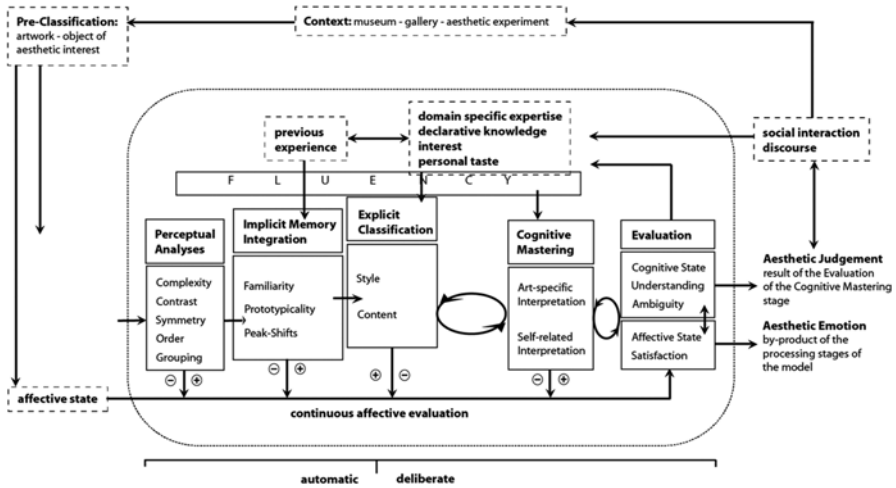 Pre-Classification:
artwork - object of
aesthetic interest
Context: museum - gallery - aesthetic experiment
previous
experience
domain specific expertise
declarative knowledge
interest
personal taste
social interaction
discourse
F L U E N C Y
Perceptual
Analyses
Complexity
Contrast
Symmetry
Order
Grouping
Implicit Memory
Integration
Familiarity
Prototypicality
Peak-Shifts
Explicit
Classification
Style
Content
Cognitive
Mastering
Art-specific
Interpretation
Self-related
Interpretation
Evaluation
Cognitive State
Understanding
Ambiguity
Affective State
Satisfaction
Aesthetic Judgement
result of the Evaluation
of the Cognitive Mastering
stage
Aesthetic Emotion
by-product of the
processing stages of
the model
− +
− +
+ −
− +
affective state
continuous affective evaluation
automatic deliberate